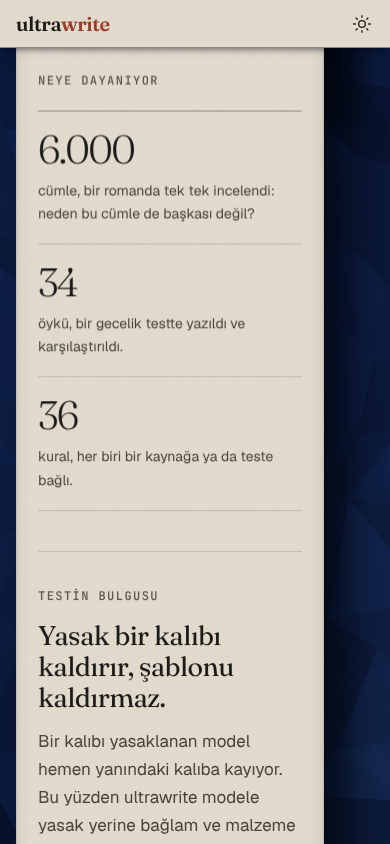 ultrawrite
NEYE DAYANIYOR
6.000
cümle, bir romanda tek tek incelendi:
neden bu cümle de başkası değil?
34
öykü, bir gecelik testte yazıldı ve
karşılaştırıldı.
36
kural, her biri bir kaynağa ya da teste
bağlı.
TESTİN BULGUSU
Yasak bir kalıbı
kaldırır, şablonu
kaldırmaz.
Bir kalıbı yasaklanan model
hemen yanındaki kalıba kayıyor.
Bu yüzden ultrawrite modele
yasak yerine bağlam ve malzeme